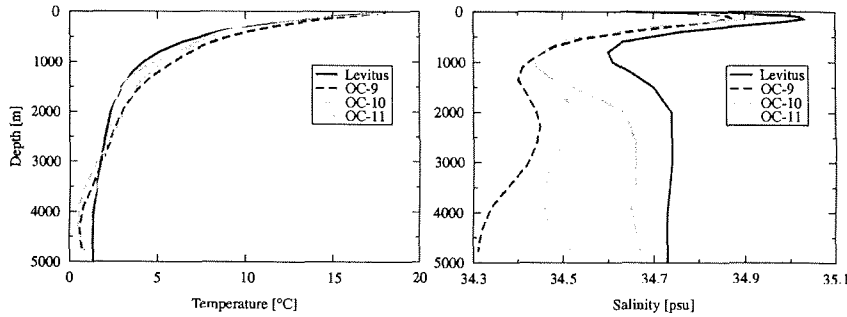 0
1000
2000
3000
4000
5000
Depth [m]
0
5
10
15
20
Temperature [°C]
Levitus
OC-9
OC-10
OC-11
0
1000
2000
3000
4000
5000
34.3
34.5
34.7
34.9
35.1
Salinity [psu]
Levitus
OC-9
OC-10
OC-11